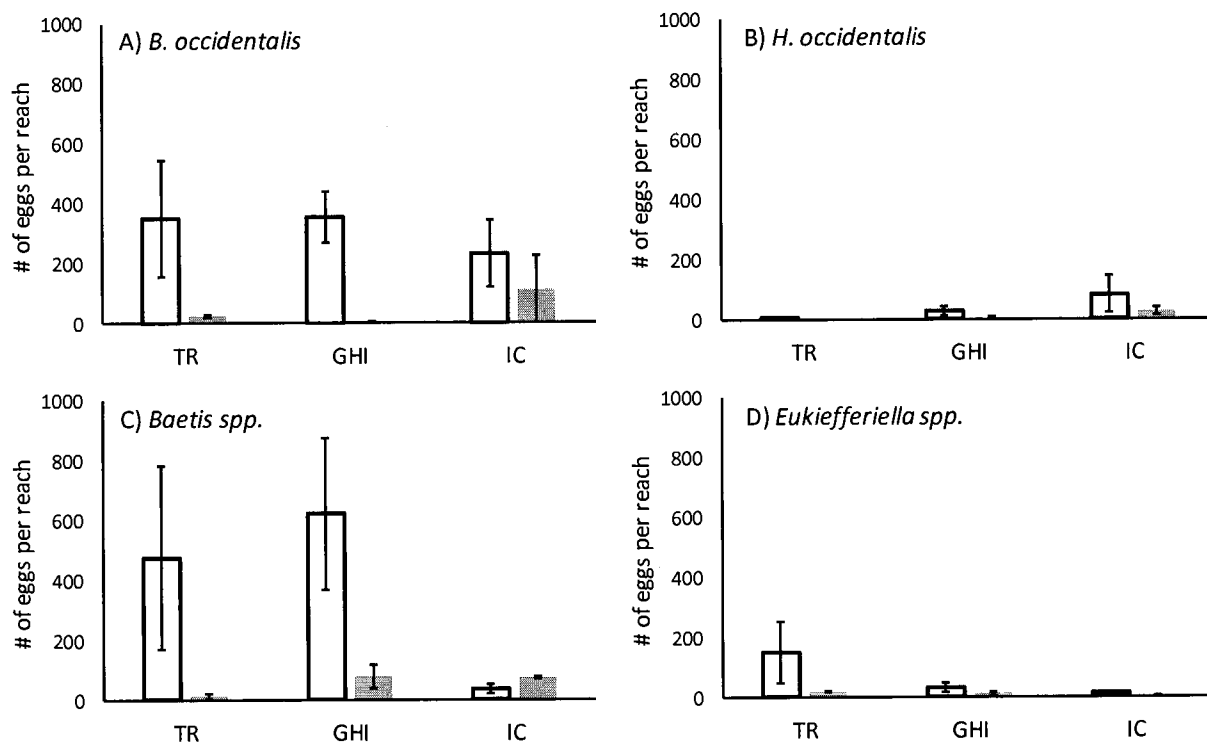 A) B. occidentalis
# of eggs per reach
1000
800
600
400
200
0
TR GHI IC
B) H. occidentalis
# of eggs per reach
1000
800
600
400
200
0
TR GHI IC
C) Baetis spp.
# of eggs per reach
1000
800
600
400
200
0
TR GHI IC
D) Eukiefferiella spp.
# of eggs per reach
1000
800
600
400
200
0
TR GHI IC